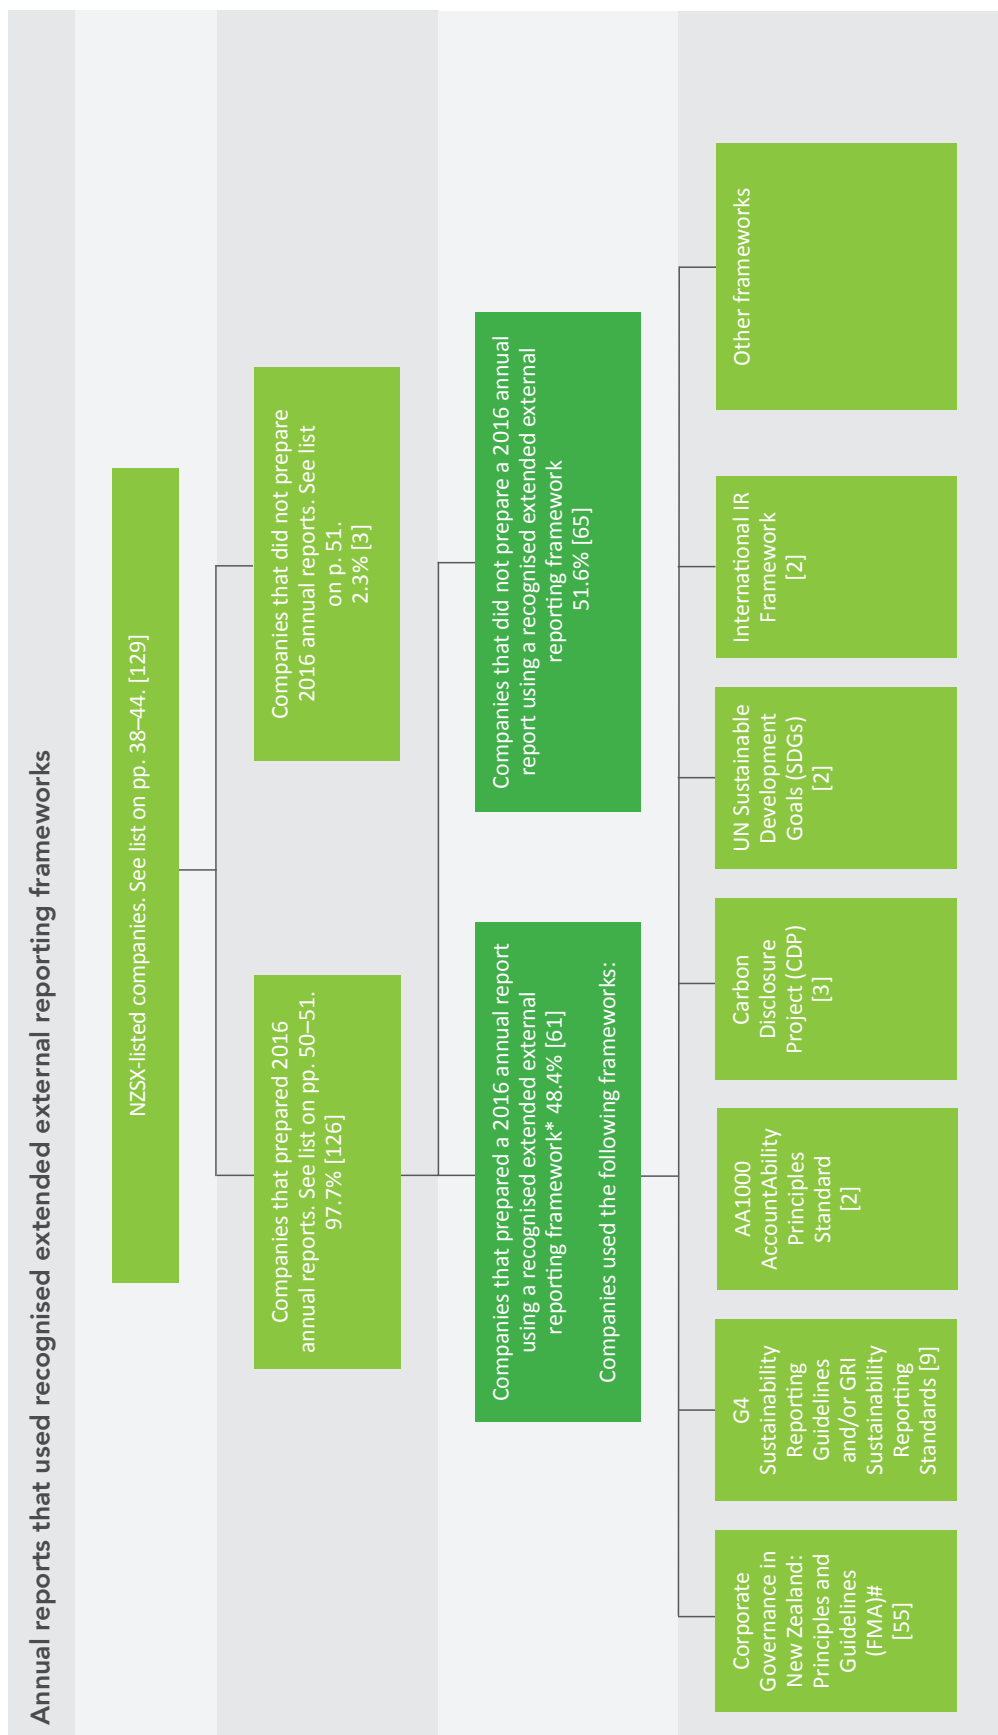 Annual reports that used recognised extended external reporting frameworks
NZSX-listed companies. See list on pp. 38–44. [129]
Companies that prepared 2016
annual reports. See list on pp. 50–51.
97.7% [126]
Companies that did not prepare
2016 annual reports. See list
on p. 51.
2.3% [3]
Companies that prepared a 2016 annual report
using a recognised extended external
reporting framework* 48.4% [61]
Companies used the following frameworks:
Companies that did not prepare a 2016 annual
report using a recognised extended external
reporting framework
51.6% [65]
Corporate
Governance in
New Zealand:
Principles and
Guidelines
(FMA)#
[55]
G4
Sustainability
Reporting
Guidelines
and/or GRI
Sustainability
Reporting
Standards [9]
AA1000
AccountAbility
Principles
Standard
[2]
Carbon
Disclosure
Project (CDP)
[3]
UN Sustainable
Development
Goals (SDGs)
[2]
International IR
Framework
[2]
Other frameworks